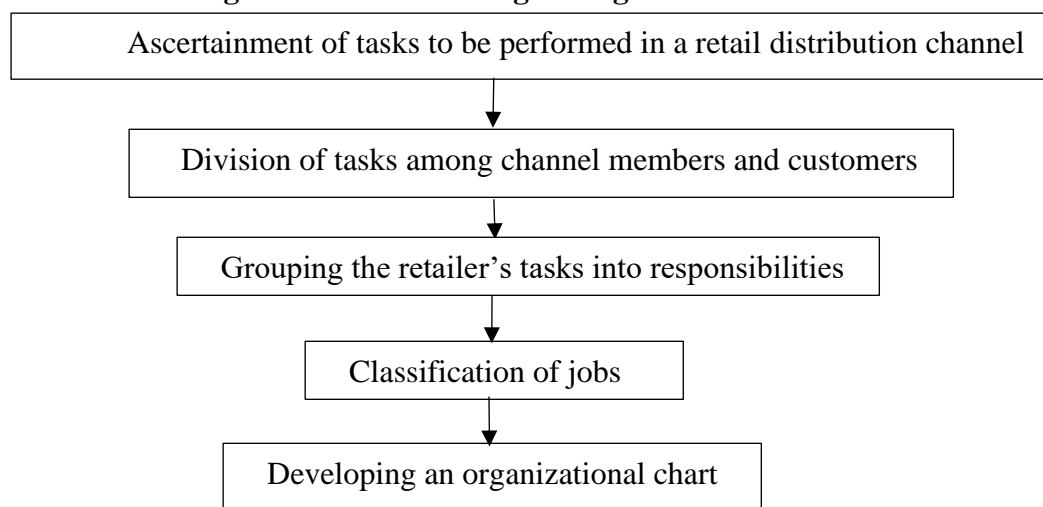 Ascertainment of tasks to be performed in a retail distribution channel
Division of tasks among channel members and customers
Grouping the retailer’s tasks into responsibilities
Classification of jobs
Developing an organizational chart